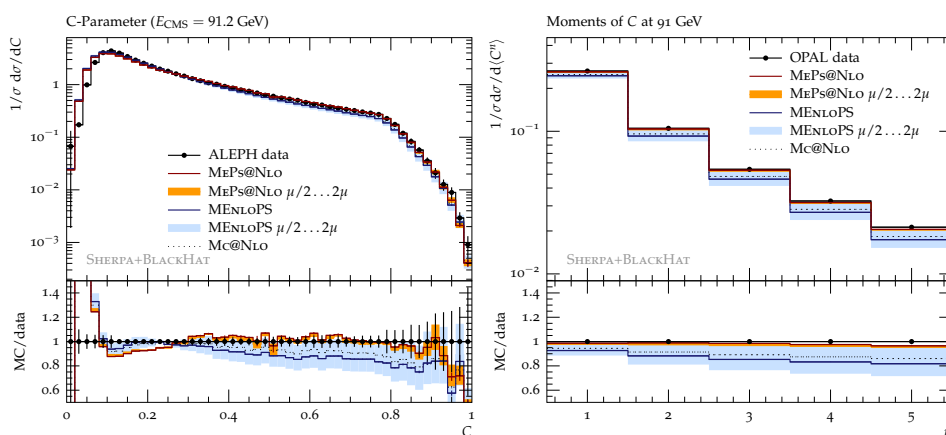 C-Parameter (E_CMS = 91.2 GeV)
1/σ dσ/dC
1
10⁻¹
10⁻²
10⁻³
ALEPH data
MEPS@NLO
MEPS@NLO μ/2...2μ
MENLOPS
MENLOPS μ/2...2μ
MC@NLO
SHERPA+BLACKHAT
MC/data
1.4
1.2
1
0.8
0.6
0 0.2 0.4 0.6 0.8 1
C
Moments of C at 91 GeV
1/σ dσ/d⟨Cⁿ⟩
10⁻¹
10⁻²
OPAL data
MEPS@NLO
MEPS@NLO μ/2...2μ
MENLOPS
MENLOPS μ/2...2μ
MC@NLO
SHERPA+BLACKHAT
MC/data
1.4
1.2
1
0.8
0.6
1 2 3 4 5